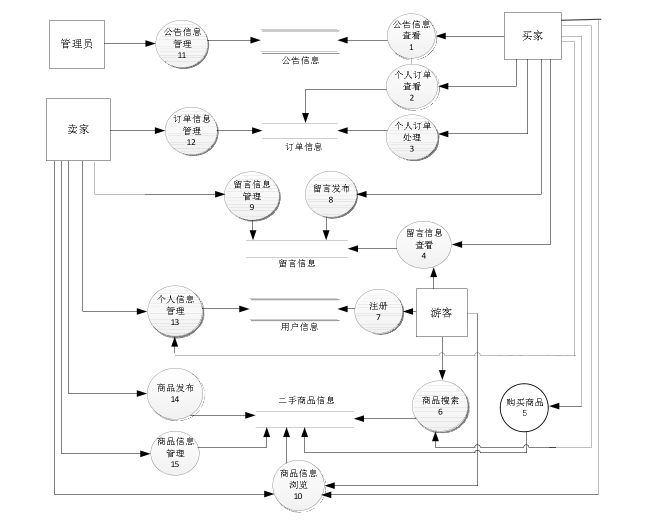 管理员
公告信息
管理
11
公告信息
公告信息
查看
1
买家
个人订单
查看
2
卖家
订单信息
管理
12
订单信息
个人订单
处理
3
留言信息
管理
9
留言发布
8
留言信息
留言信息
查看
4
个人信息
管理
13
用户信息
注册
7
游客
商品发布
14
二手商品信息
商品搜索
6
购买商品
5
商品信息
管理
15
商品信息
浏览
10